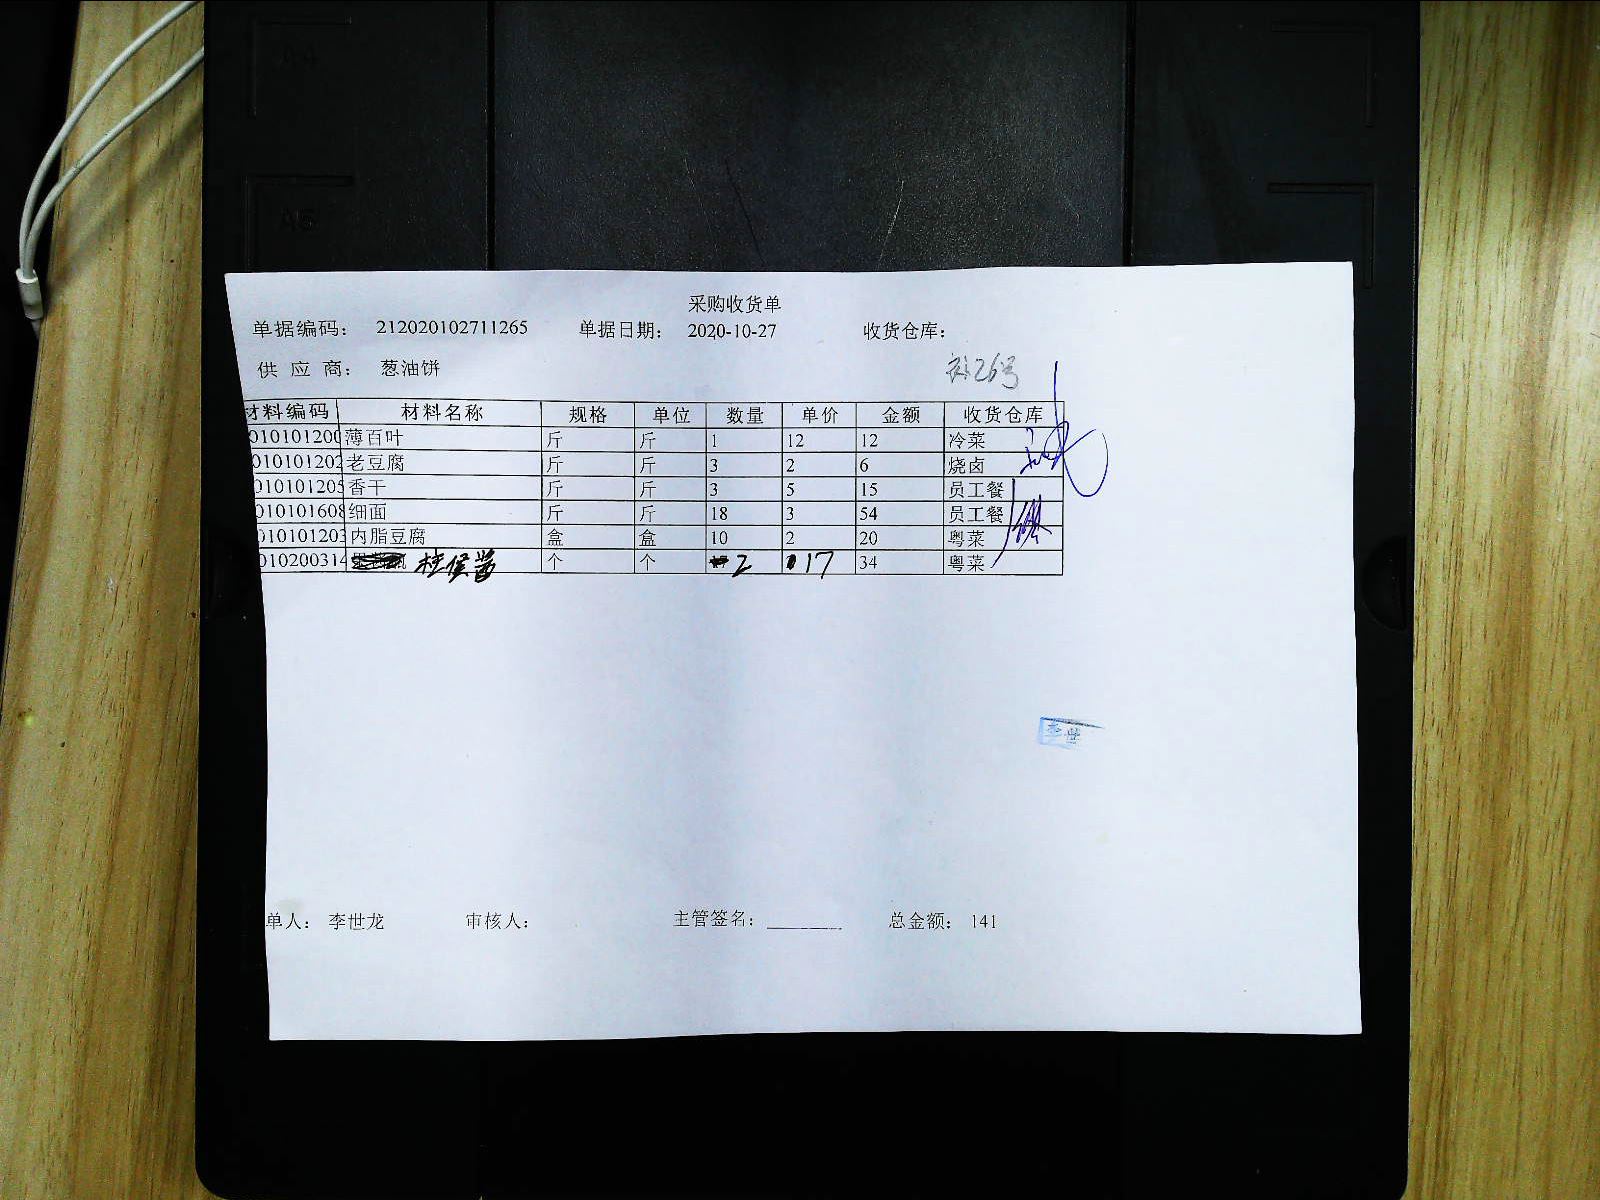 采购收货单
单据编码： 212020102711265 单据日期： 2020-10-27 收货仓库：
供 应 商： 葱油饼
26号
材料编码 材料名称 规格 单位 数量 单价 金额 收货仓库
010101200 薄百叶 斤 斤 1 12 12 冷菜
010101202 老豆腐 斤 斤 3 2 6 烧卤
010101205 香干 斤 斤 3 5 15 员工餐
010101608 细面 斤 斤 18 3 54 员工餐
010101203 内脂豆腐 盒 盒 10 2 20 粤菜
010200314 柱侯酱 个 个 2 17 34 粤菜
单人： 李世龙 审核人： 主管签名： 总金额： 141